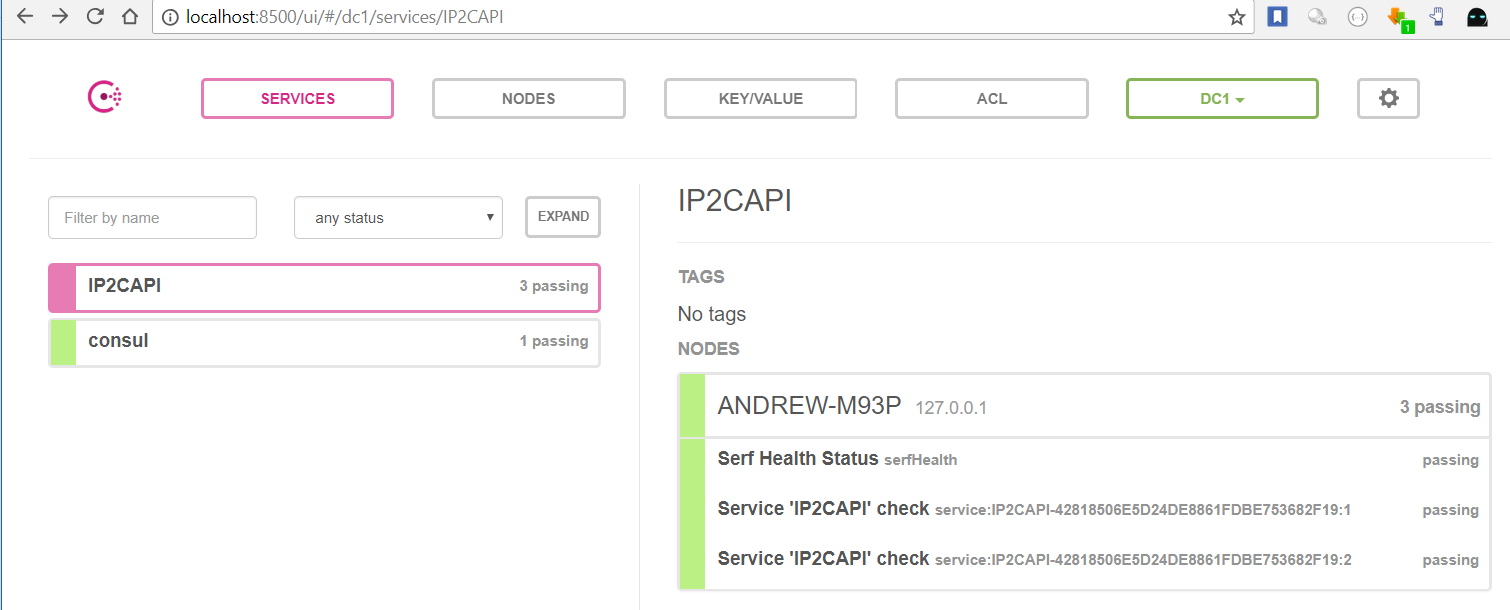 localhost:8500/ui/#/dc1/services/IP2CAPI
1
SERVICES NODES KEY/VALUE ACL DC1
Filter by name any status EXPAND
IP2CAPI 3 passing
consul 1 passing
IP2CAPI
TAGS
No tags
NODES
ANDREW-M93P 127.0.0.1 3 passing
Serf Health Status serfHealth passing
Service 'IP2CAPI' check service:IP2CAPI-42818506E5D24DE8861FDBE753682F19:1 passing
Service 'IP2CAPI' check service:IP2CAPI-42818506E5D24DE8861FDBE753682F19:2 passing